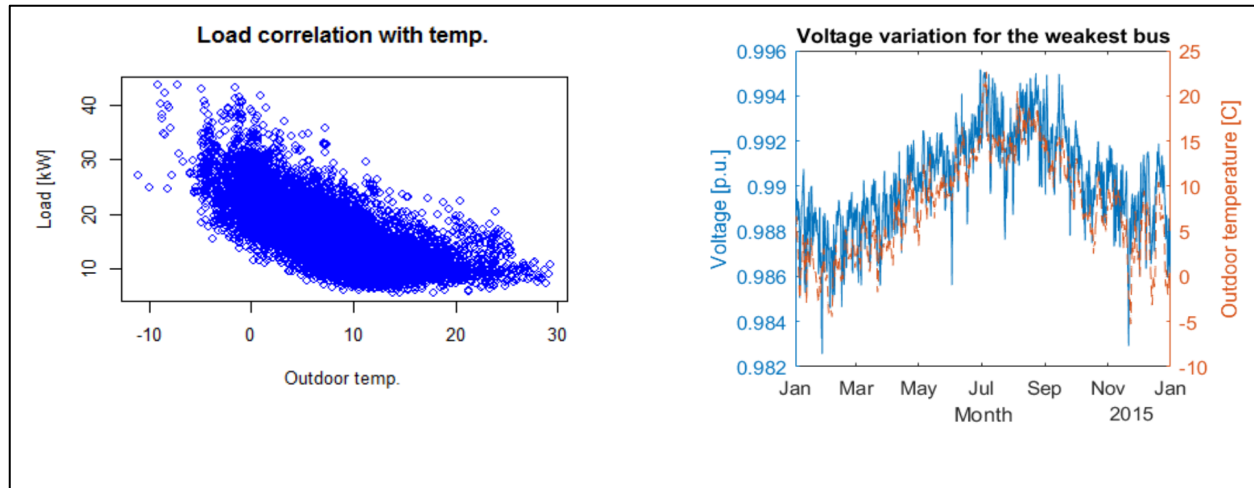 Load correlation with temp.
Load [kW]
40
30
20
10
-10
0
10
20
30
Outdoor temp.
Voltage variation for the weakest bus
Voltage [p.u.]
0.996
0.994
0.992
0.99
0.988
0.986
0.984
0.982
25
20
15
10
5
0
-5
-10
Outdoor temperature [C]
Jan
Mar
May
Jul
Sep
Nov
Jan
Month
2015